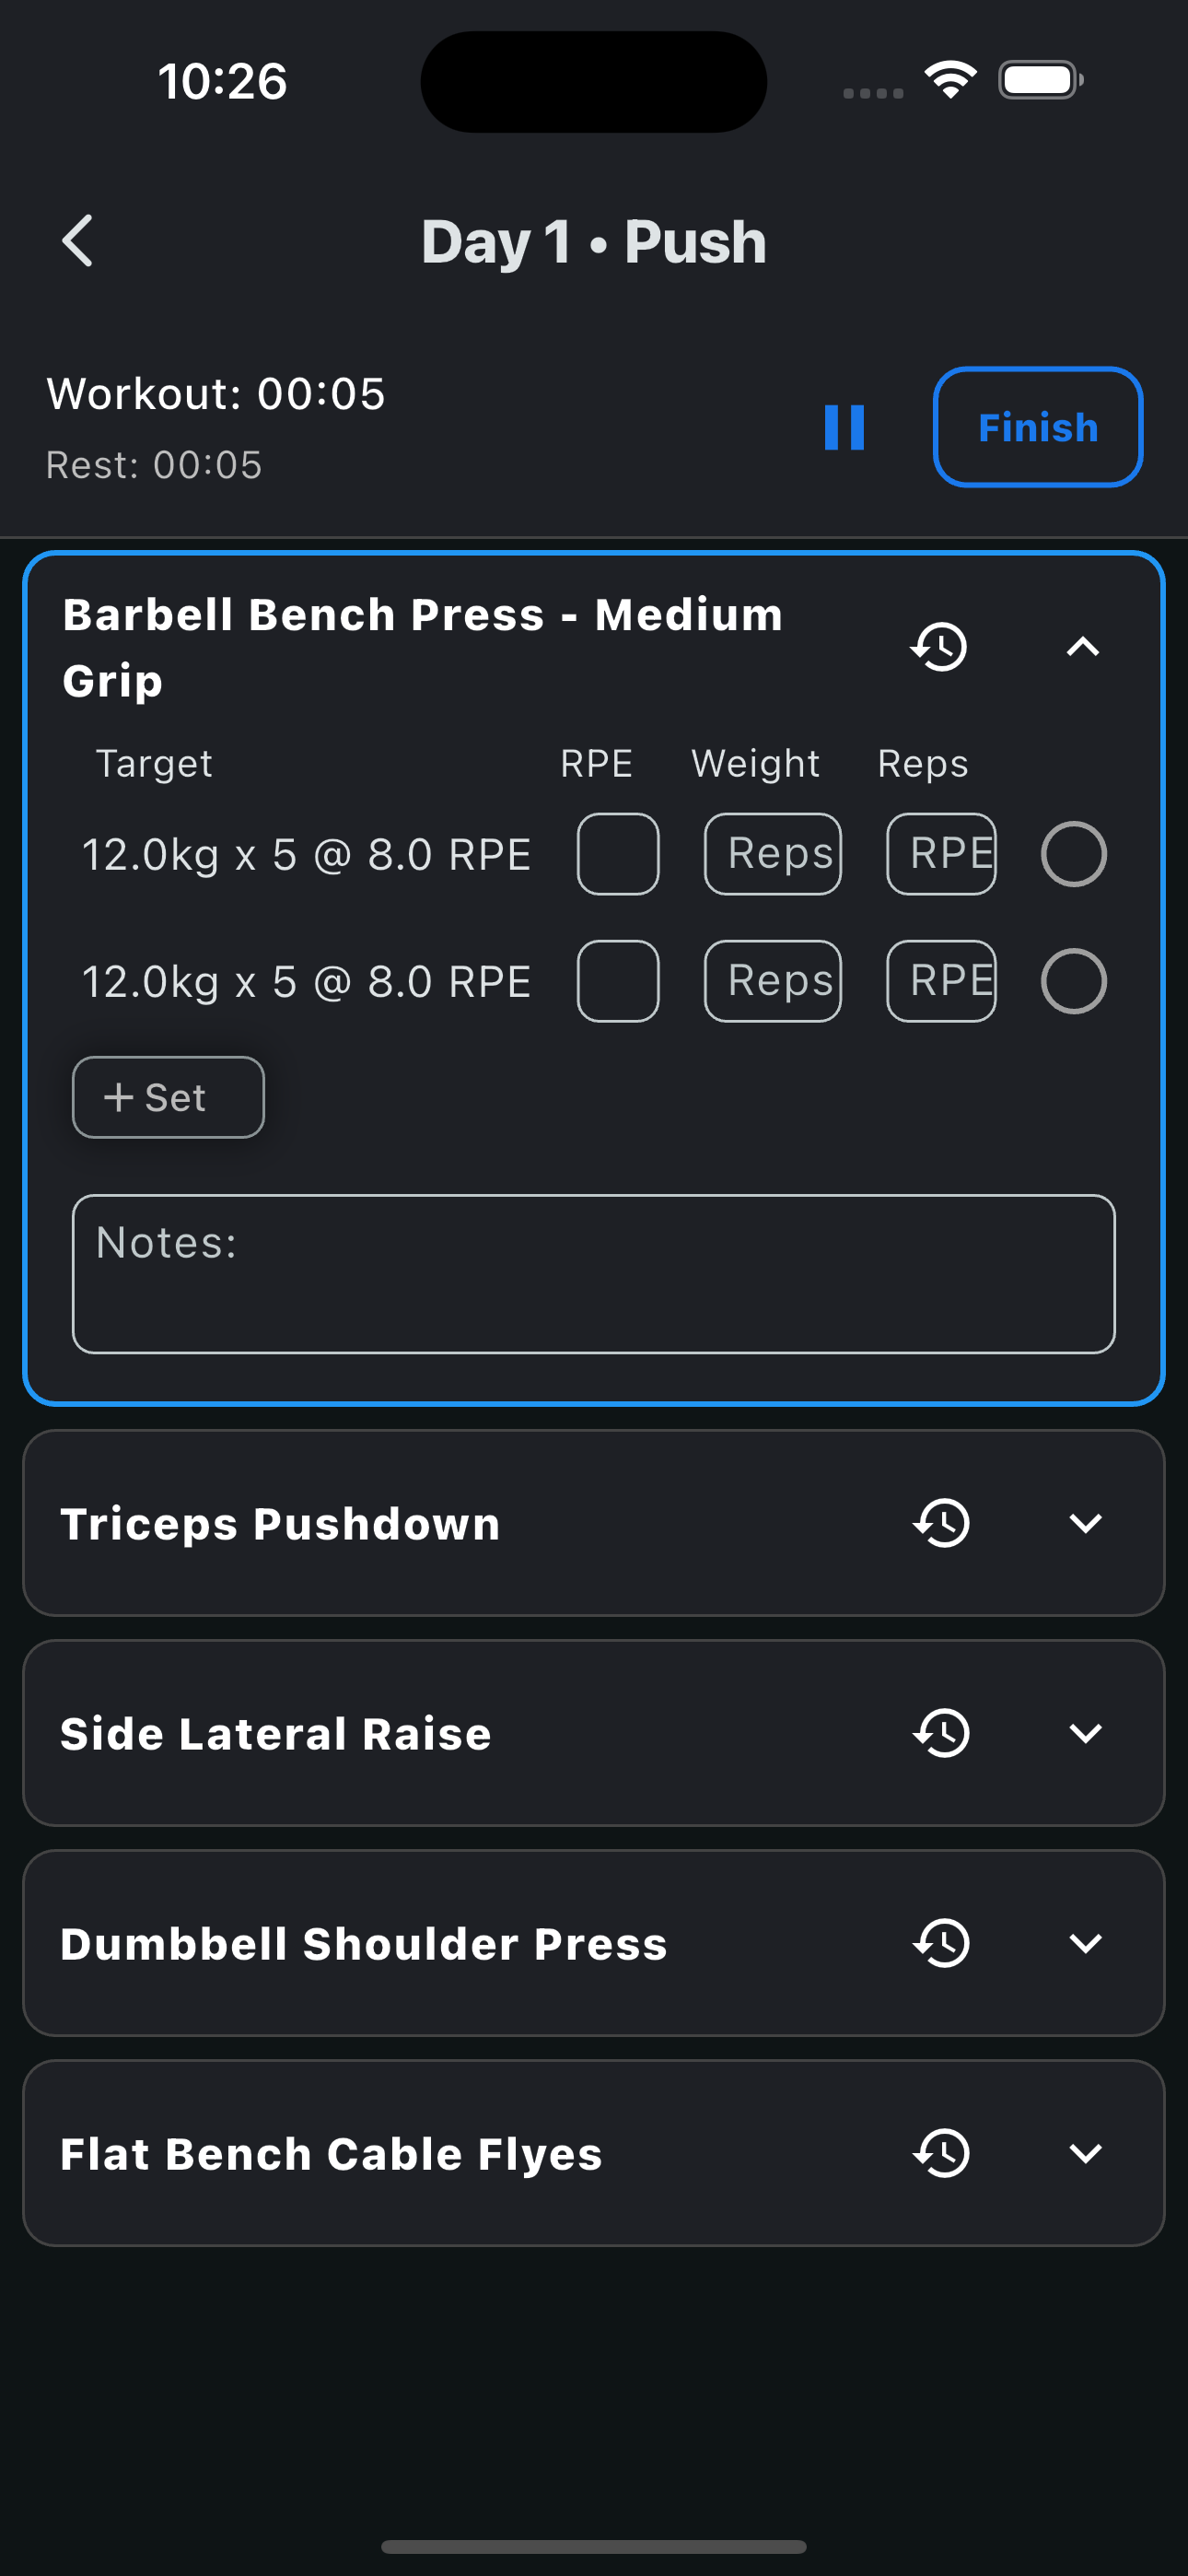 10:26
Day 1 • Push
Workout: 00:05
Rest: 00:05
Finish
Barbell Bench Press - Medium
Grip
Target RPE Weight Reps
12.0kg x 5 @ 8.0 RPE Reps RPE
12.0kg x 5 @ 8.0 RPE Reps RPE
+ Set
Notes:
Triceps Pushdown
Side Lateral Raise
Dumbbell Shoulder Press
Flat Bench Cable Flyes